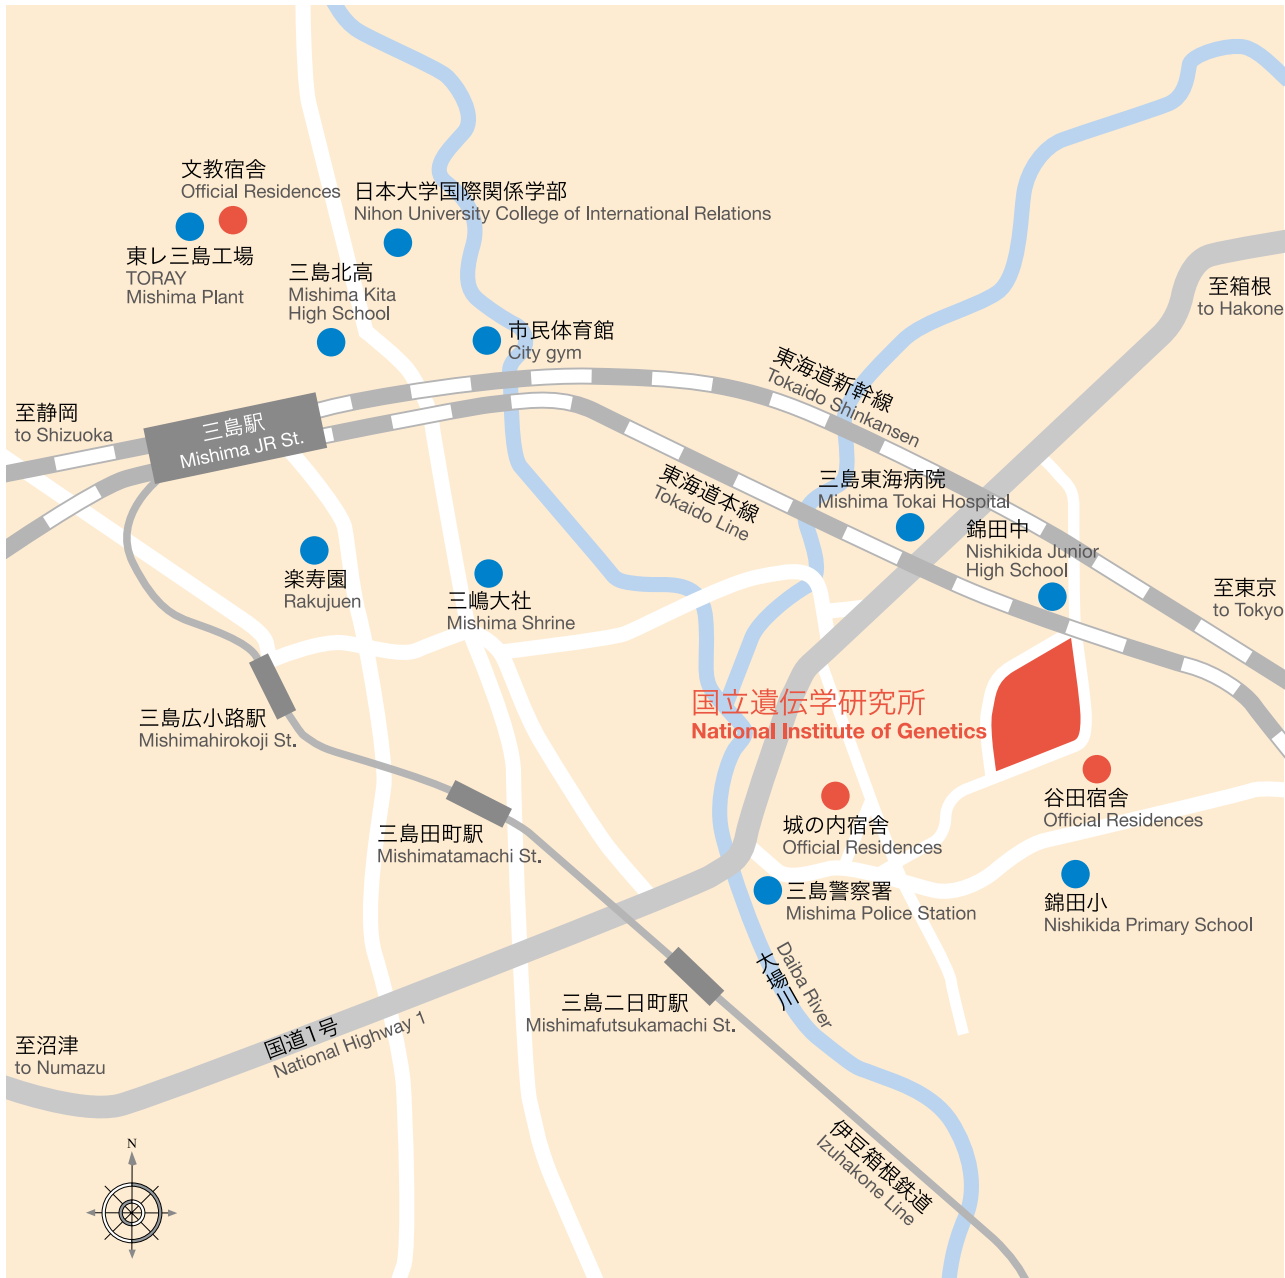 文教宿舎
Official Residences
日本大学国際関係学部
Nihon University College of International Relations
東レ三島工場
TORAY
Mishima Plant
三島北高
Mishima Kita
High School
至箱根
to Hakone
市民体育館
City gym
東海道新幹線
Tokaido Shinkansen
至静岡
to Shizuoka
三島駅
Mishima JR St.
東海道本線
Tokaido Line
三島東海病院
Mishima Tokai Hospital
錦田中
Nishikida Junior
High School
楽寿園
Rakujuen
三嶋大社
Mishima Shrine
至東京
to Tokyo
三島広小路駅
Mishimahirokoji St.
国立遺伝学研究所
National Institute of Genetics
谷田宿舎
Official Residences
城の内宿舎
Official Residences
三島田町駅
Mishimatamachi St.
三島警察署
Mishima Police Station
錦田小
Nishikida Primary School
大場川
Daiba River
三島二日町駅
Mishimafutsukamachi St.
国道1号
National Highway 1
至沼津
to Numazu
伊豆箱根鉄道
Izuhakone Line
N